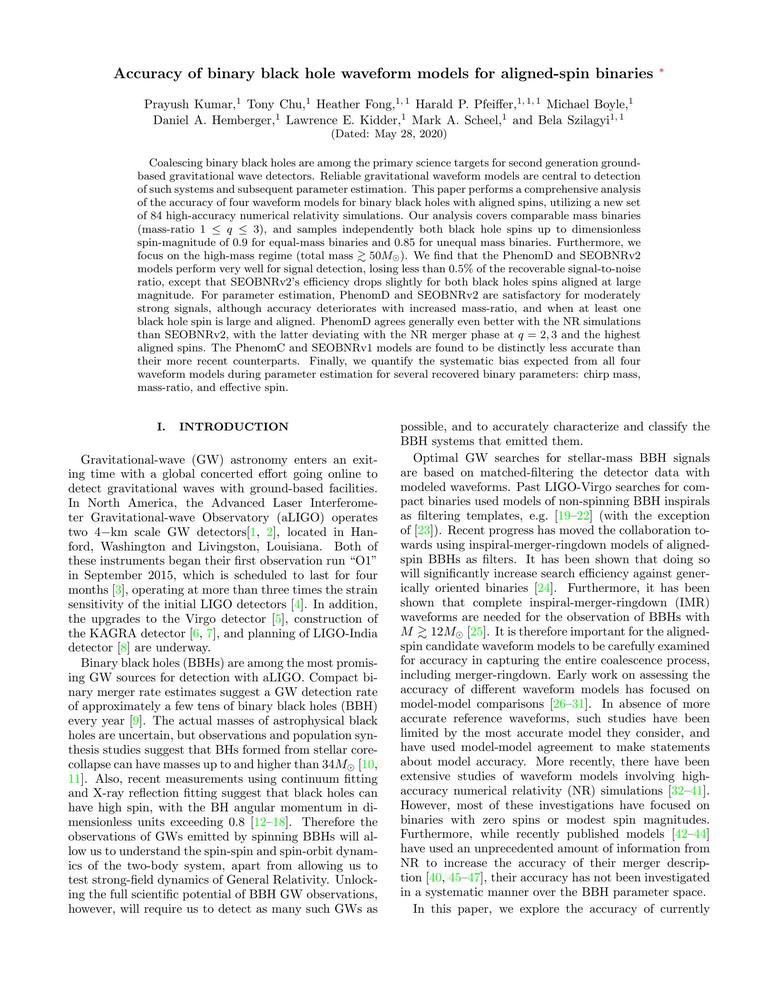 Accuracy of binary black hole waveform models for aligned-spin binaries *
Prayush Kumar,1 Tony Chu,1 Heather Fong,1,1 Harald P. Pfeiffer,1,1,1 Michael Boyle,1
Daniel A. Hemberger,1 Lawrence E. Kidder,1 Mark A. Scheel,1 and Bela Szilagyi1,1
(Dated: May 28, 2020)
Coalescing binary black holes are among the primary science targets for second generation ground-
based gravitational wave detectors. Reliable gravitational waveform models are central to detection
of such systems and subsequent parameter estimation. This paper performs a comprehensive analysis
of the accuracy of four waveform models for binary black holes with aligned spins, utilizing a new set
of 84 high-accuracy numerical relativity simulations. Our analysis covers comparable mass binaries
(mass-ratio 1 ≤ q ≤ 3), and samples independently both black hole spins up to dimensionless
spin-magnitude of 0.9 for equal-mass binaries and 0.85 for unequal mass binaries. Furthermore, we
focus on the high-mass regime (total mass ≳ 50M⊙). We find that the PhenomD and SEOBNRv2
models perform very well for signal detection, losing less than 0.5% of the recoverable signal-to-noise
ratio, except that SEOBNRv2's efficiency drops slightly for both black holes spins aligned at large
magnitude. For parameter estimation, PhenomD and SEOBNRv2 are satisfactory for moderately
strong signals, although accuracy deteriorates with increased mass-ratio, and when at least one
black hole spin is large and aligned. PhenomD agrees generally even better with the NR simulations
than SEOBNRv2, with the latter deviating with the NR merger phase at q = 2, 3 and the highest
aligned spins. The PhenomC and SEOBNRv1 models are found to be distinctly less accurate than
their more recent counterparts. Finally, we quantify the systematic bias expected from all four
waveform models during parameter estimation for several recovered binary parameters: chirp mass,
mass-ratio, and effective spin.
I. INTRODUCTION
Gravitational-wave (GW) astronomy enters an exit-
ing time with a global concerted effort going online to
detect gravitational waves with ground-based facilities.
In North America, the Advanced Laser Interferome-
ter Gravitational-wave Observatory (aLIGO) operates
two 4−km scale GW detectors[1, 2], located in Han-
ford, Washington and Livingston, Louisiana. Both of
these instruments began their first observation run “O1”
in September 2015, which is scheduled to last for four
months [3], operating at more than three times the strain
sensitivity of the initial LIGO detectors [4]. In addition,
the upgrades to the Virgo detector [5], construction of
the KAGRA detector [6, 7], and planning of LIGO-India
detector [8] are underway.
Binary black holes (BBHs) are among the most promis-
ing GW sources for detection with aLIGO. Compact bi-
nary merger rate estimates suggest a GW detection rate
of approximately a few tens of binary black holes (BBH)
every year [9]. The actual masses of astrophysical black
holes are uncertain, but observations and population syn-
thesis studies suggest that BHs formed from stellar core-
collapse can have masses up to and higher than 34M⊙ [10,
11]. Also, recent measurements using continuum fitting
and X-ray reflection fitting suggest that black holes can
have high spin, with the BH angular momentum in di-
mensionless units exceeding 0.8 [12–18]. Therefore the
observations of GWs emitted by spinning BBHs will al-
low us to understand the spin-spin and spin-orbit dynam-
ics of the two-body system, apart from allowing us to
test strong-field dynamics of General Relativity. Unlock-
ing the full scientific potential of BBH GW observations,
however, will require us to detect as many such GWs as
possible, and to accurately characterize and classify the
BBH systems that emitted them.
Optimal GW searches for stellar-mass BBH signals
are based on matched-filtering the detector data with
modeled waveforms. Past LIGO-Virgo searches for com-
pact binaries used models of non-spinning BBH inspirals
as filtering templates, e.g. [19–22] (with the exception
of [23]). Recent progress has moved the collaboration to-
wards using inspiral-merger-ringdown models of aligned-
spin BBHs as filters. It has been shown that doing so
will significantly increase search efficiency against gener-
ically oriented binaries [24]. Furthermore, it has been
shown that complete inspiral-merger-ringdown (IMR)
waveforms are needed for the observation of BBHs with
M ≳ 12M⊙ [25]. It is therefore important for the aligned-
spin candidate waveform models to be carefully examined
for accuracy in capturing the entire coalescence process,
including merger-ringdown. Early work on assessing the
accuracy of different waveform models has focused on
model-model comparisons [26–31]. In absence of more
accurate reference waveforms, such studies have been
limited by the most accurate model they consider, and
have used model-model agreement to make statements
about model accuracy. More recently, there have been
extensive studies of waveform models involving high-
accuracy numerical relativity (NR) simulations [32–41].
However, most of these investigations have focused on
binaries with zero spins or modest spin magnitudes.
Furthermore, while recently published models [42–44]
have used an unprecedented amount of information from
NR to increase the accuracy of their merger descrip-
tion [40, 45–47], their accuracy has not been investigated
in a systematic manner over the BBH parameter space.
In this paper, we explore the accuracy of currently